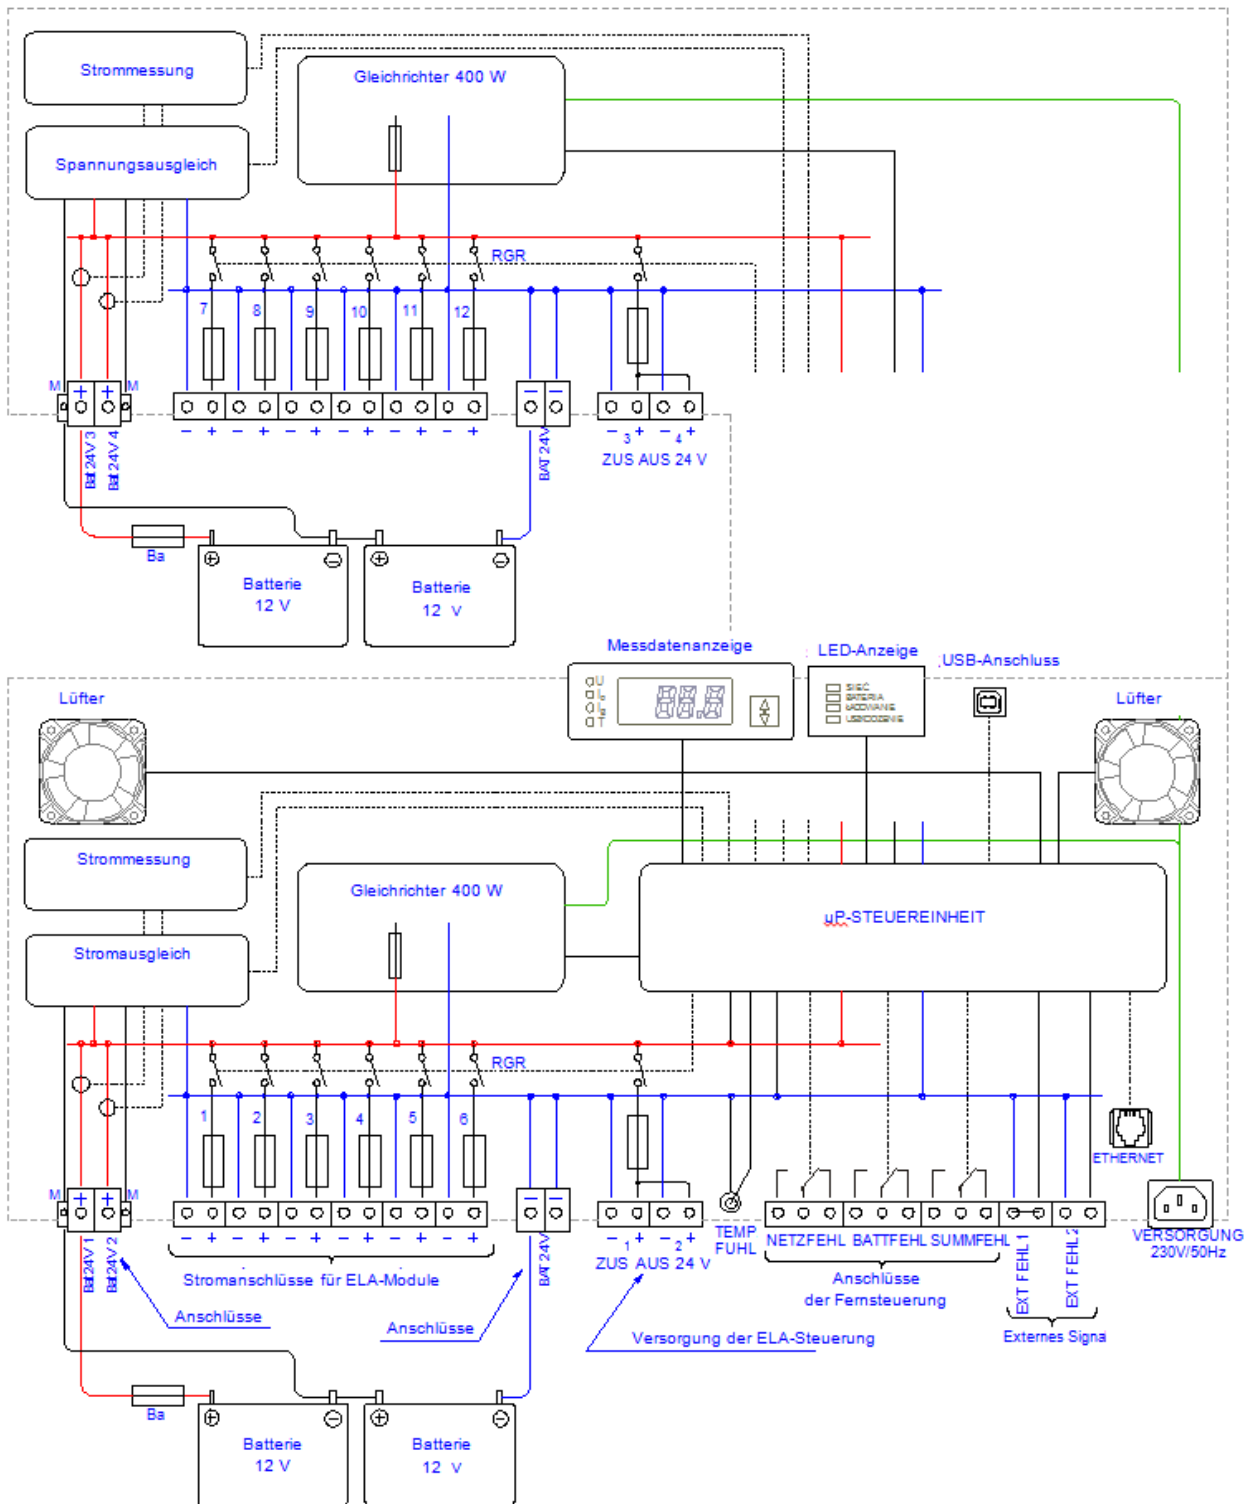 Strommessung
Gleichrichter 400 W
Spannungsausgleich
RGR
7 8 9 10 11 12
M + + M
- -
- + - + - + - + - + - +
- 3 + - 4 +
ZUS AUS 24 V
Bat 24V 3
Bat 24V 4
BAT 24V
Ba
Batterie
12 V
Batterie
12 V
Messdatenanzeige
LED-Anzeige
USB-Anschluss
U
I
I
T
88.8
SIEĆ
BATERIA
ŁADOWANIE
Lüfter
Lüfter
Strommessung
Gleichrichter 400 W
µP-STEUEREINHEIT
Stromausgleich
RGR
1 2 3 4 5 6
ETHERNET
M + + M
- -
- + - + - + - + - + - +
- 1 + - 2 +
ZUS AUS 24 V
TEMP
FUHL
NETZFEHL BATTFEHL SUMMFEHL
EXT FEHL 1
EXT FEHL 2
VERSORGUNG
230V/50Hz
Bat 24V 1
Bat 24V 2
BAT 24V
Stromanschlüsse für ELA-Module
Anschlüsse
der Fernsteuerung
Anschlüsse
Anschlüsse
Versorgung der ELA-Steuerung
Externes Signa
Ba
Batterie
12 V
Batterie
12 V